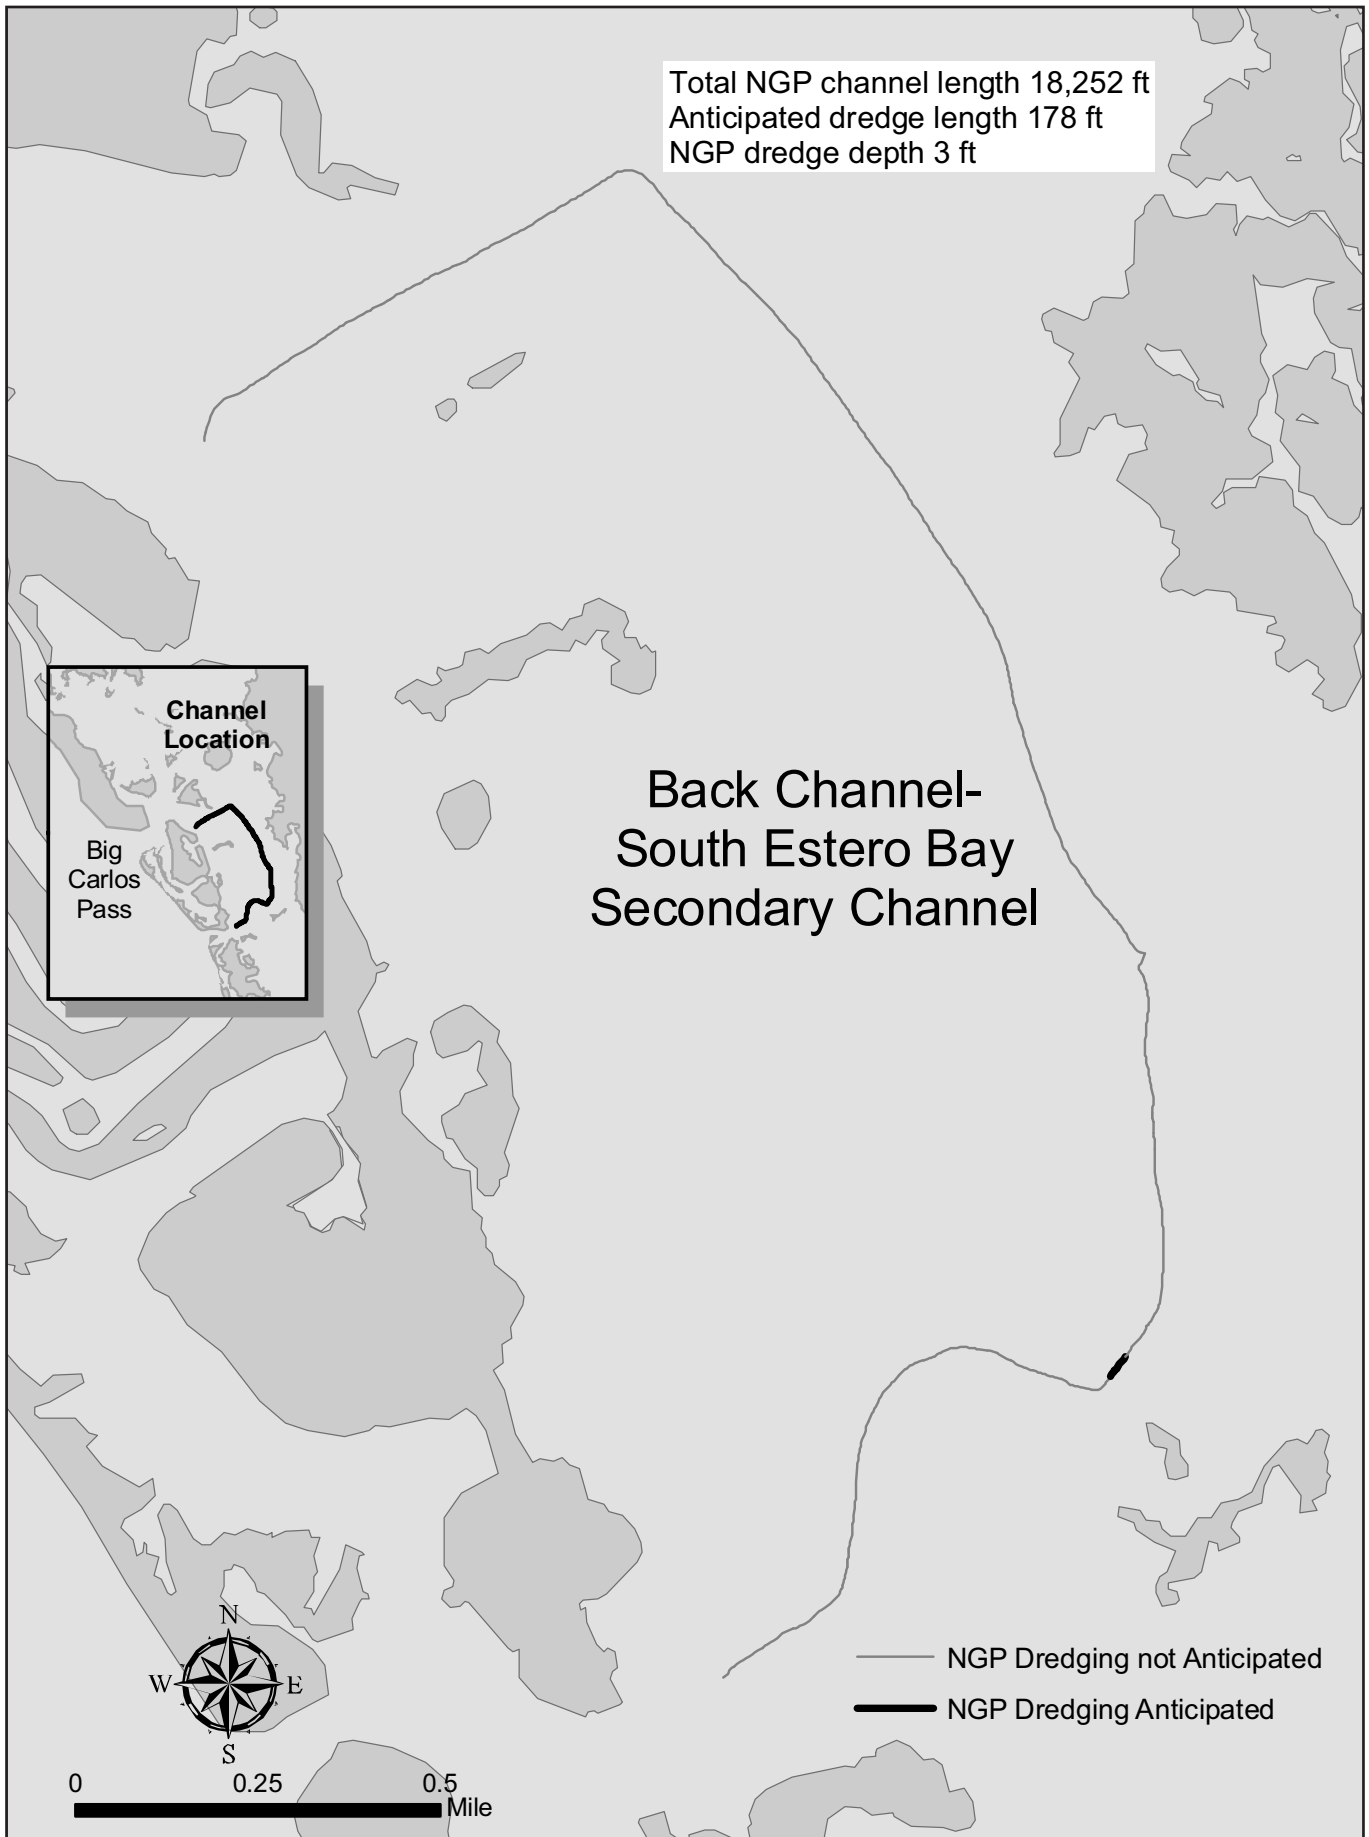 Total NGP channel length 18,252 ft
Anticipated dredge length 178 ft
NGP dredge depth 3 ft
Channel
Location
Big
Carlos
Pass
Back Channel-
South Estero Bay
Secondary Channel
N
W
E
S
NGP Dredging not Anticipated
NGP Dredging Anticipated
0
0.25
0.5
Mile